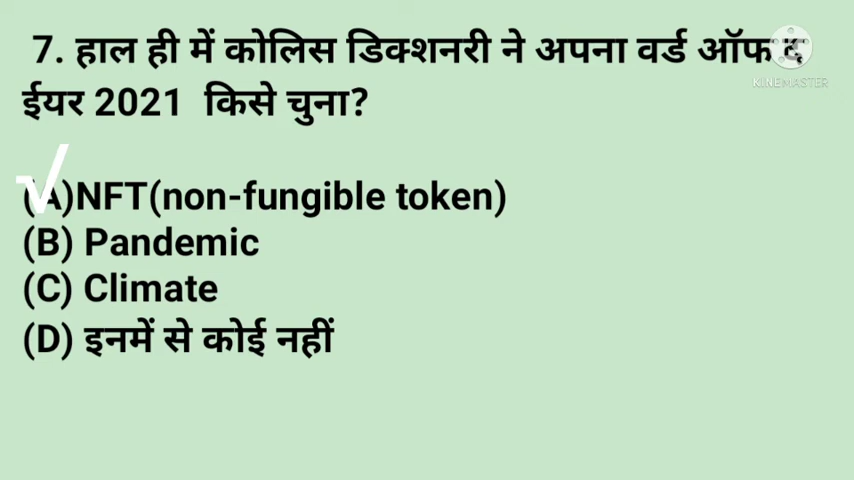 7. हाल ही में कोलिस डिक्शनरी ने अपना वर्ड ऑफ द
ईयर 2021 किसे चुना?
(A)NFT(non-fungible token)
(B) Pandemic
(C) Climate
(D) इनमें से कोई नहीं
KINEMASTER